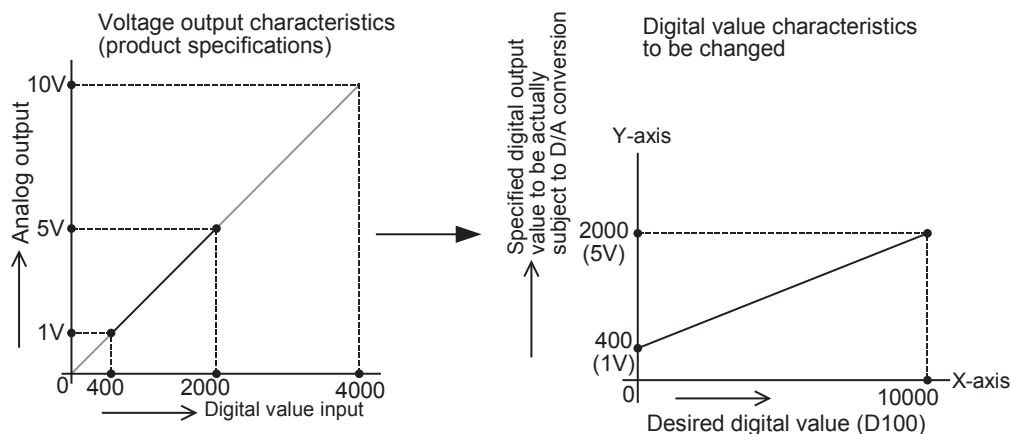 Voltage output characteristics
(product specifications)
10V
5V
1V
0
400
2000
4000
Analog output
Digital value input
Digital value characteristics
to be changed
Specified digital output
value to be actually
subject to D/A conversion
Y-axis
2000
(5V)
400
(1V)
0
10000
X-axis
Desired digital value (D100)